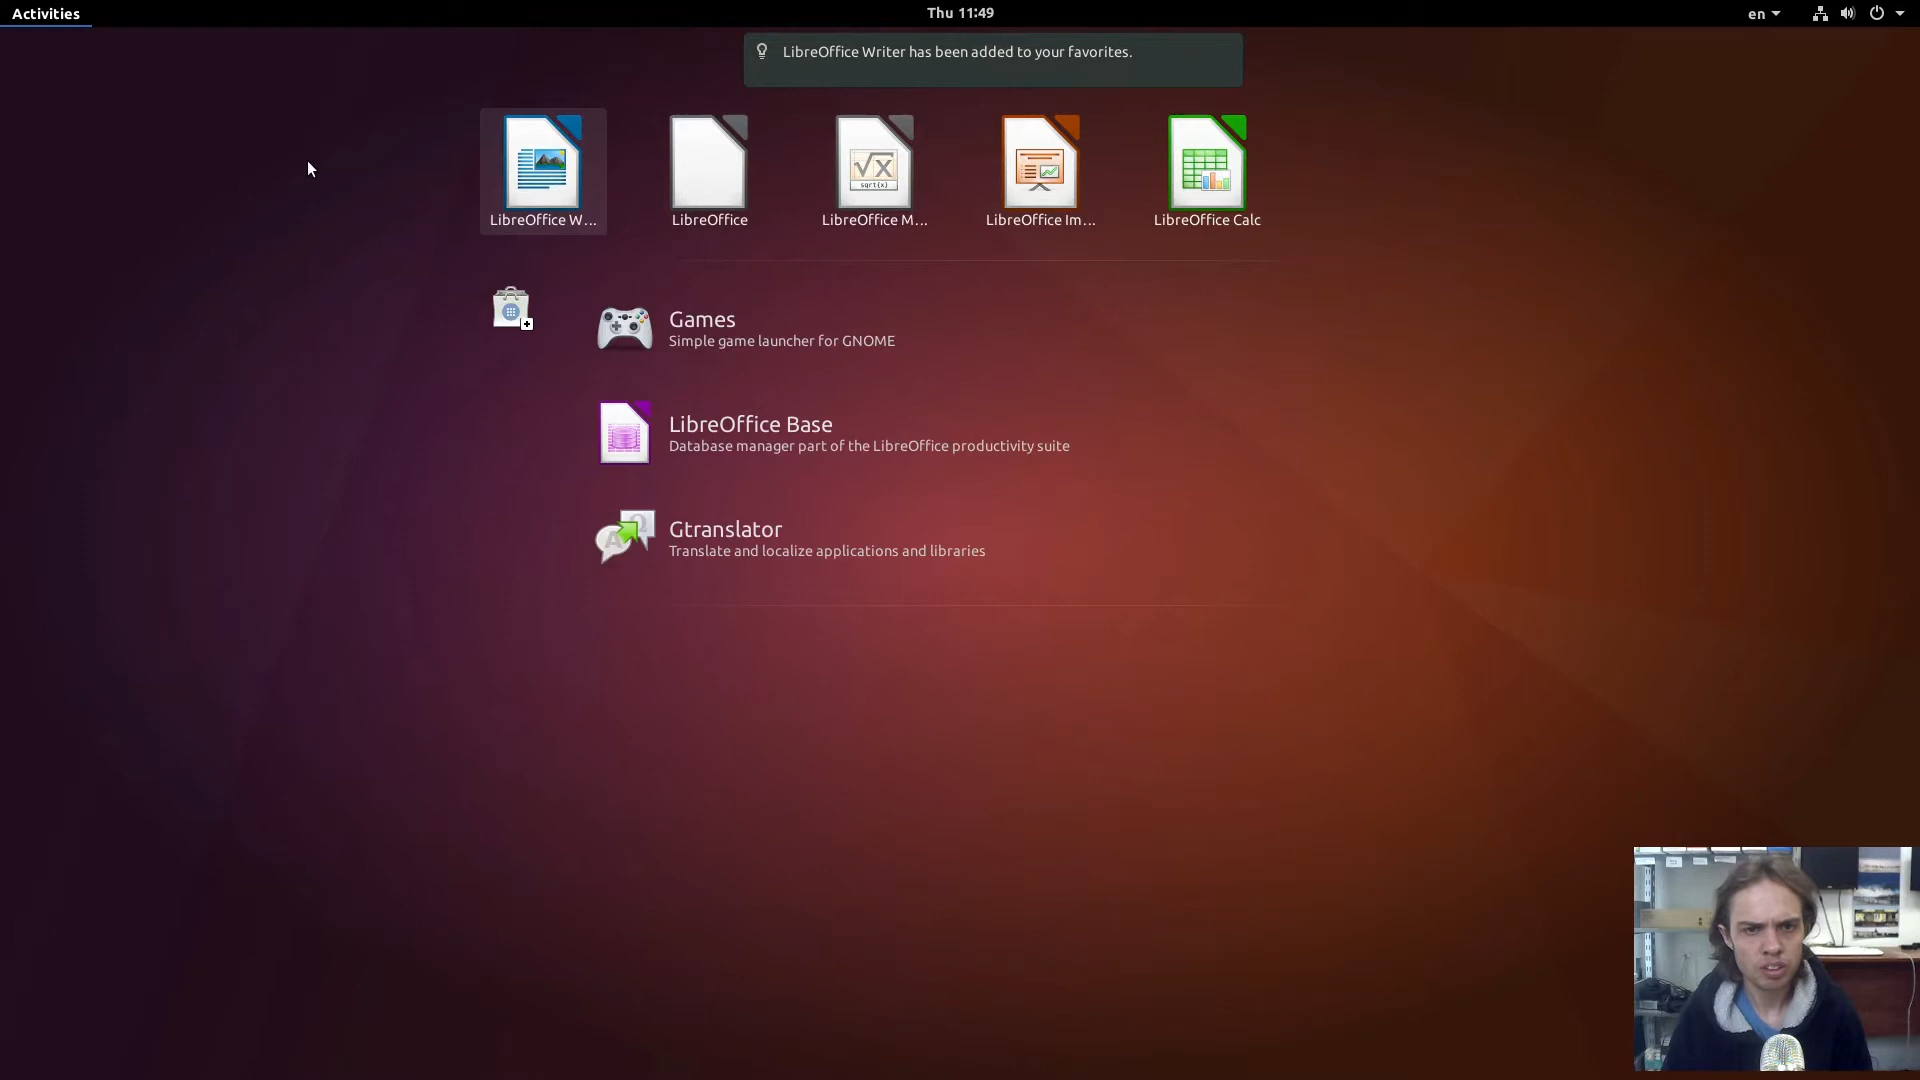 Activities
Thu 11:49
en
LibreOffice Writer has been added to your favorites.
sqrt(x)
LibreOffice W...
LibreOffice
LibreOffice M...
LibreOffice Im...
LibreOffice Calc
Games
Simple game launcher for GNOME
LibreOffice Base
Database manager part of the LibreOffice productivity suite
Gtranslator
Translate and localize applications and libraries